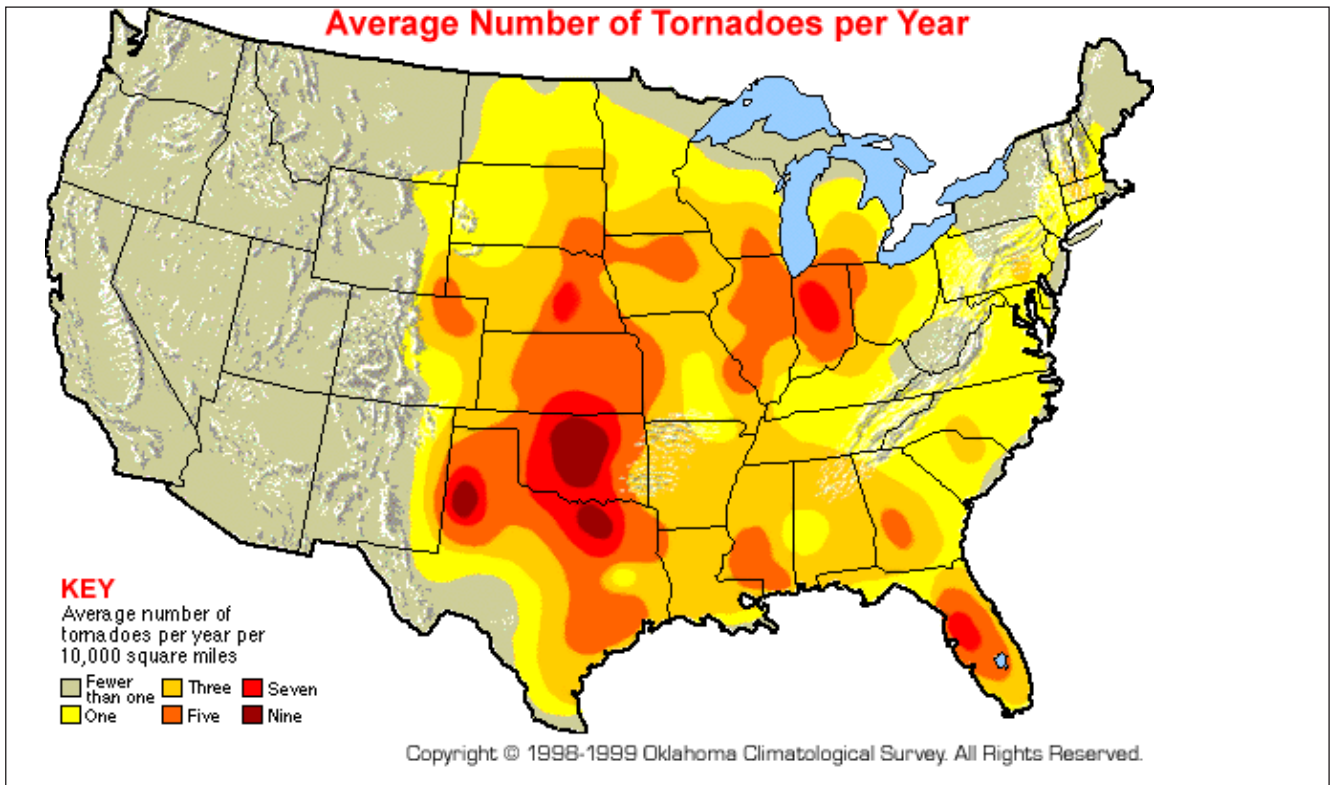 Average Number of Tornadoes per Year
KEY
Average number of
tornadoes per year per
10,000 square miles
Fewer
than one
Three
Seven
One
Five
Nine
Copyright © 1998-1999 Oklahoma Climatological Survey. All Rights Reserved.